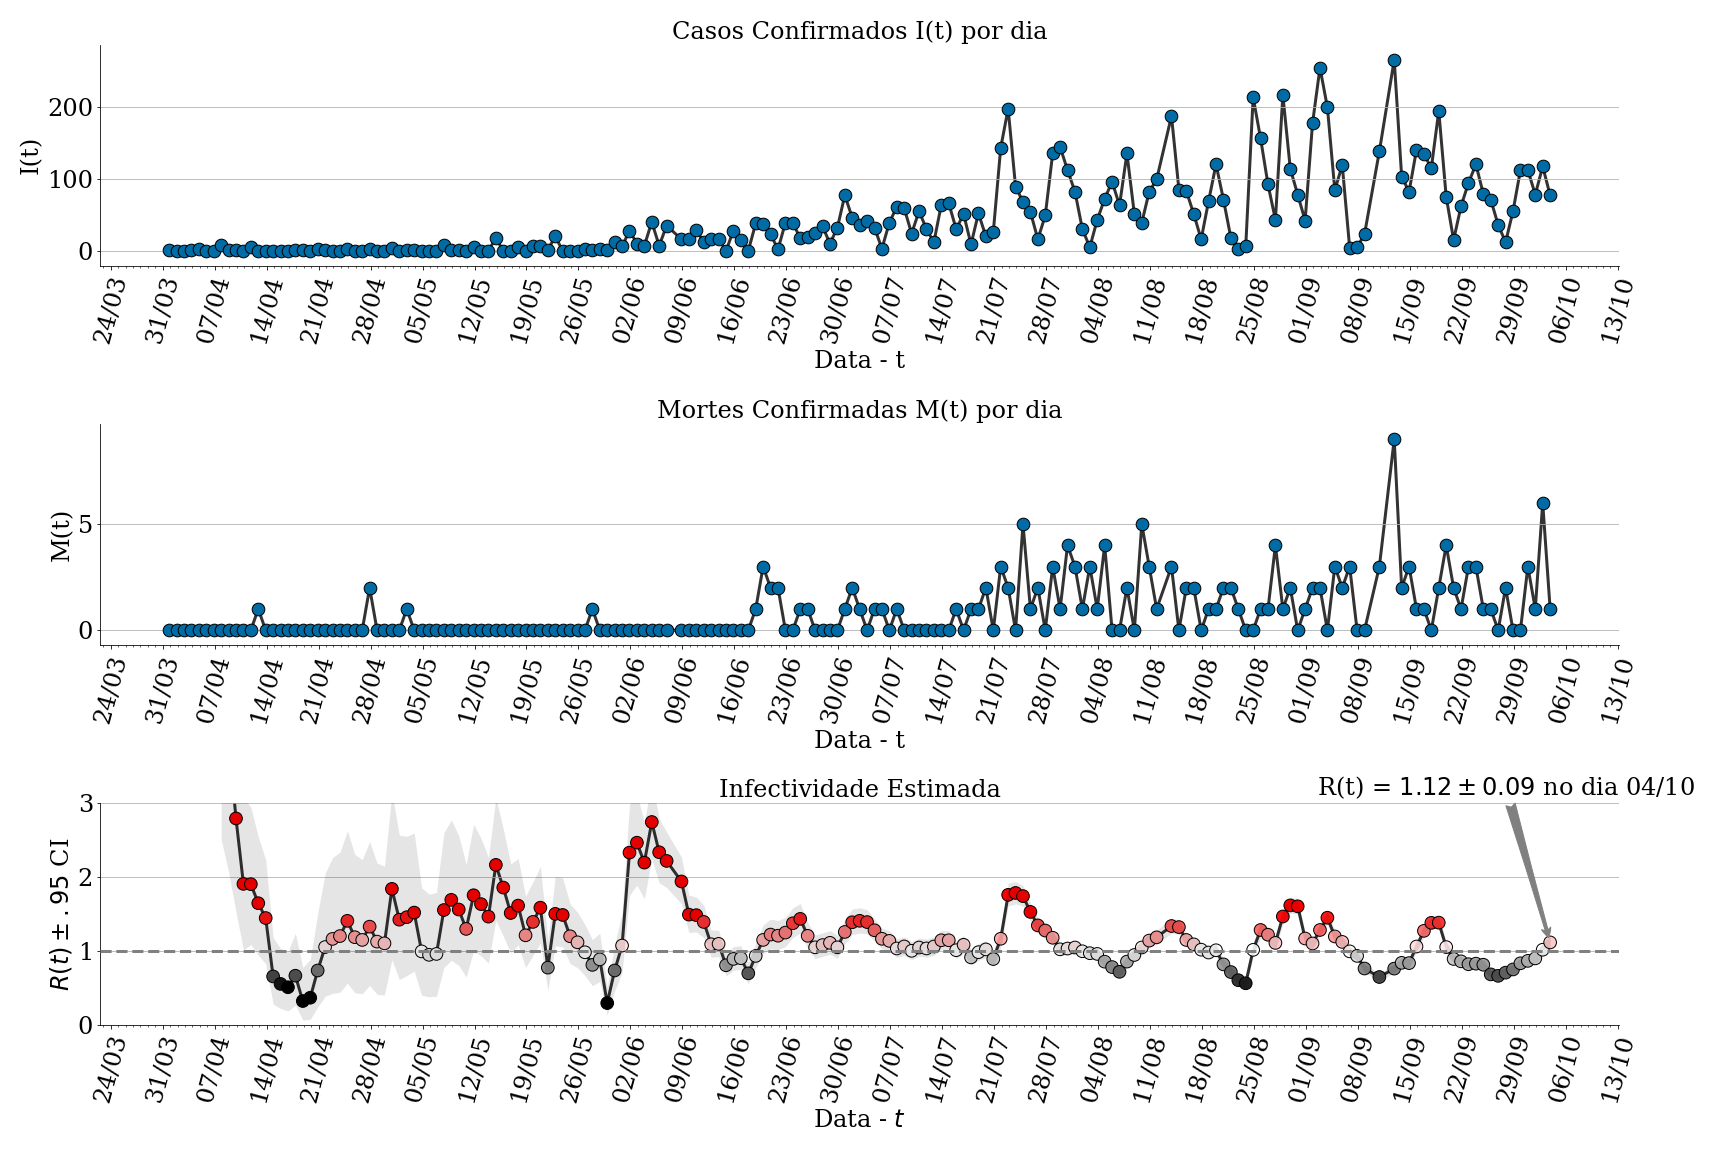 Casos Confirmados I(t) por dia
I(t)
200
100
0
24/03 31/03 07/04 14/04 21/04 28/04 05/05 12/05 19/05 26/05 02/06 09/06 16/06 23/06 30/06 07/07 14/07 21/07 28/07 04/08 11/08 18/08 25/08 01/09 08/09 15/09 22/09 29/09 06/10 13/10
Data - t
Mortes Confirmadas M(t) por dia
M(t)
5
0
24/03 31/03 07/04 14/04 21/04 28/04 05/05 12/05 19/05 26/05 02/06 09/06 16/06 23/06 30/06 07/07 14/07 21/07 28/07 04/08 11/08 18/08 25/08 01/09 08/09 15/09 22/09 29/09 06/10 13/10
Data - t
Infectividade Estimada
R(t) = 1.12 ± 0.09 no dia 04/10
R(t) ± .95 CI
3
2
1
0
24/03 31/03 07/04 14/04 21/04 28/04 05/05 12/05 19/05 26/05 02/06 09/06 16/06 23/06 30/06 07/07 14/07 21/07 28/07 04/08 11/08 18/08 25/08 01/09 08/09 15/09 22/09 29/09 06/10 13/10
Data - t